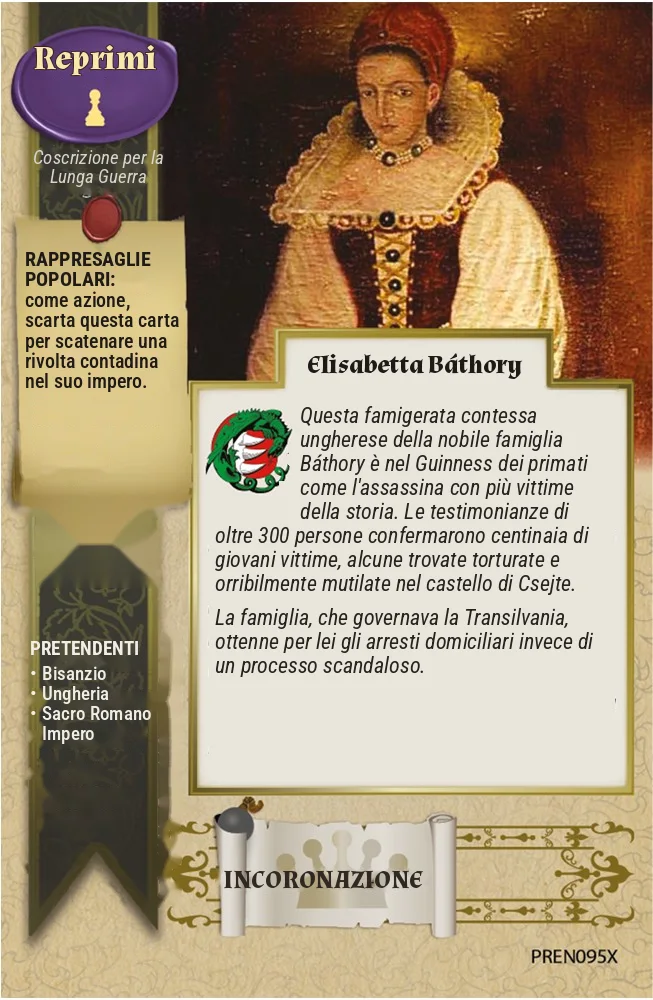 Reprimi
Coscrizione per la
Lunga Guerra
RAPPRESAGLIE
POPOLARI:
come azione,
scarta questa carta
per scatenare una
rivolta contadina
nel suo impero.
PRETENDENTI
• Bisanzio
• Ungheria
• Sacro Romano
Impero
Elisabetta Báthory
Questa famigerata contessa
ungherese della nobile famiglia
Báthory è nel Guinness dei primati
come l'assassina con più vittime
della storia. Le testimonianze di
oltre 300 persone confermarono centinaia di
giovani vittime, alcune trovate torturate e
orribilmente mutilate nel castello di Csejte.
La famiglia, che governava la Transilvania,
ottenne per lei gli arresti domiciliari invece di
un processo scandaloso.
INCORONAZIONE
PREN095X